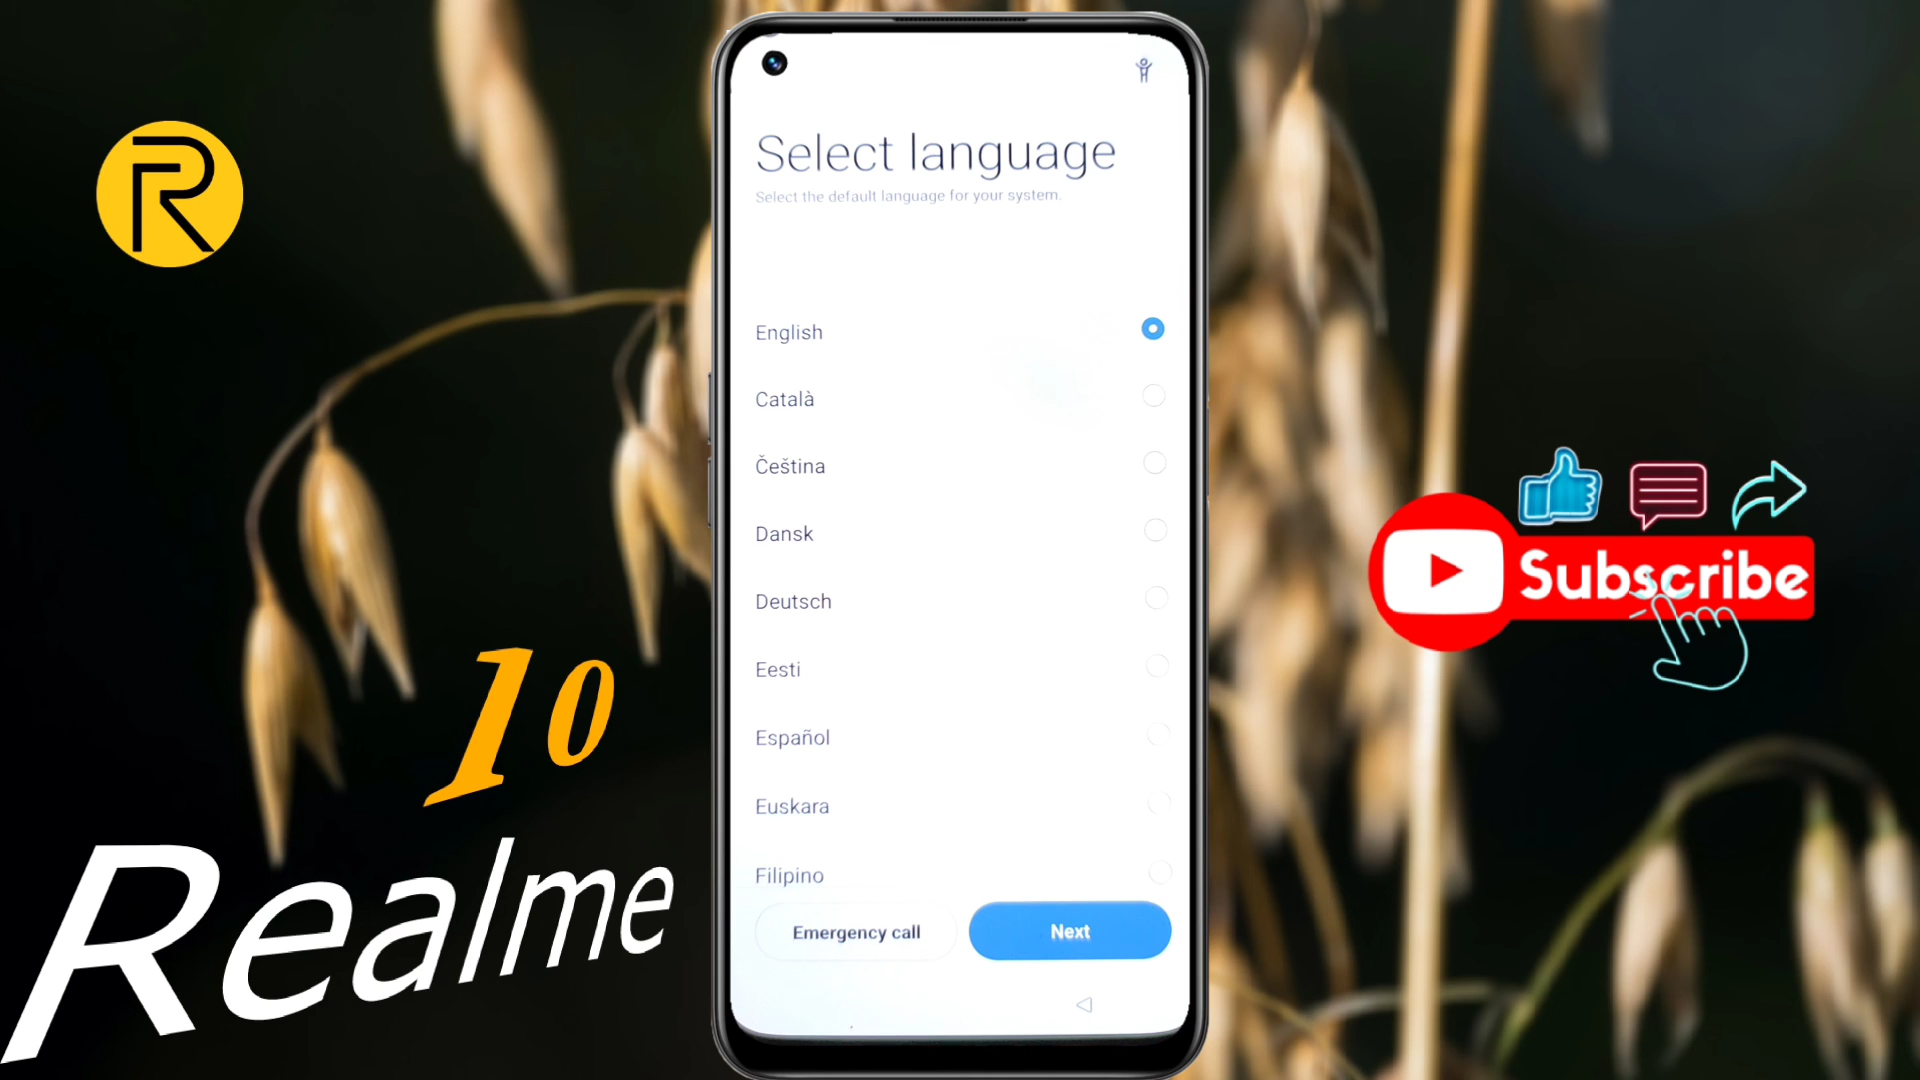 Select language
Select the default language for your system.
English
Català
Čeština
Dansk
Deutsch
Eesti
Español
Euskara
Filipino
Emergency call
Next
10
Realme
Subscribe
R